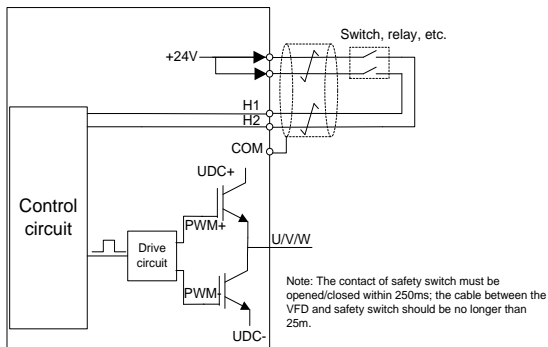 Switch, relay, etc.
+24V
H1
H2
COM
UDC+
Control
circuit
PWM+
Drive
circuit
U/V/W
PWM-
UDC-
Note: The contact of safety switch must be
opened/closed within 250ms; the cable between the
VFD and safety switch should be no longer than
25m.